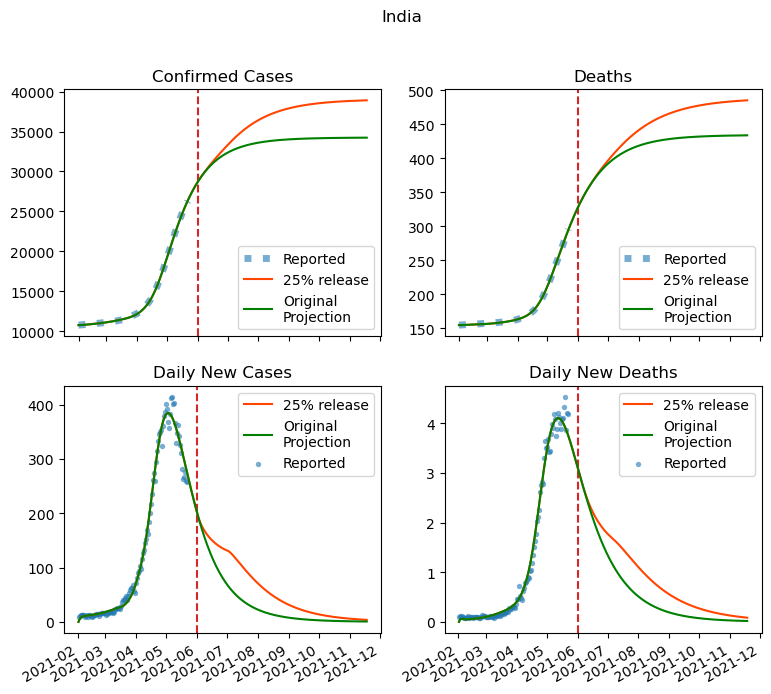 India
Confirmed Cases
40000
35000
30000
25000
20000
15000
10000
Reported
25% release
Original
Projection
Deaths
500
450
400
350
300
250
200
150
Reported
25% release
Original
Projection
Daily New Cases
400
300
200
100
0
25% release
Original
Projection
Reported
2021-02
2021-03
2021-04
2021-05
2021-06
2021-07
2021-08
2021-09
2021-10
2021-11
2021-12
Daily New Deaths
4
3
2
1
0
25% release
Original
Projection
Reported
2021-02
2021-03
2021-04
2021-05
2021-06
2021-07
2021-08
2021-09
2021-10
2021-11
2021-12